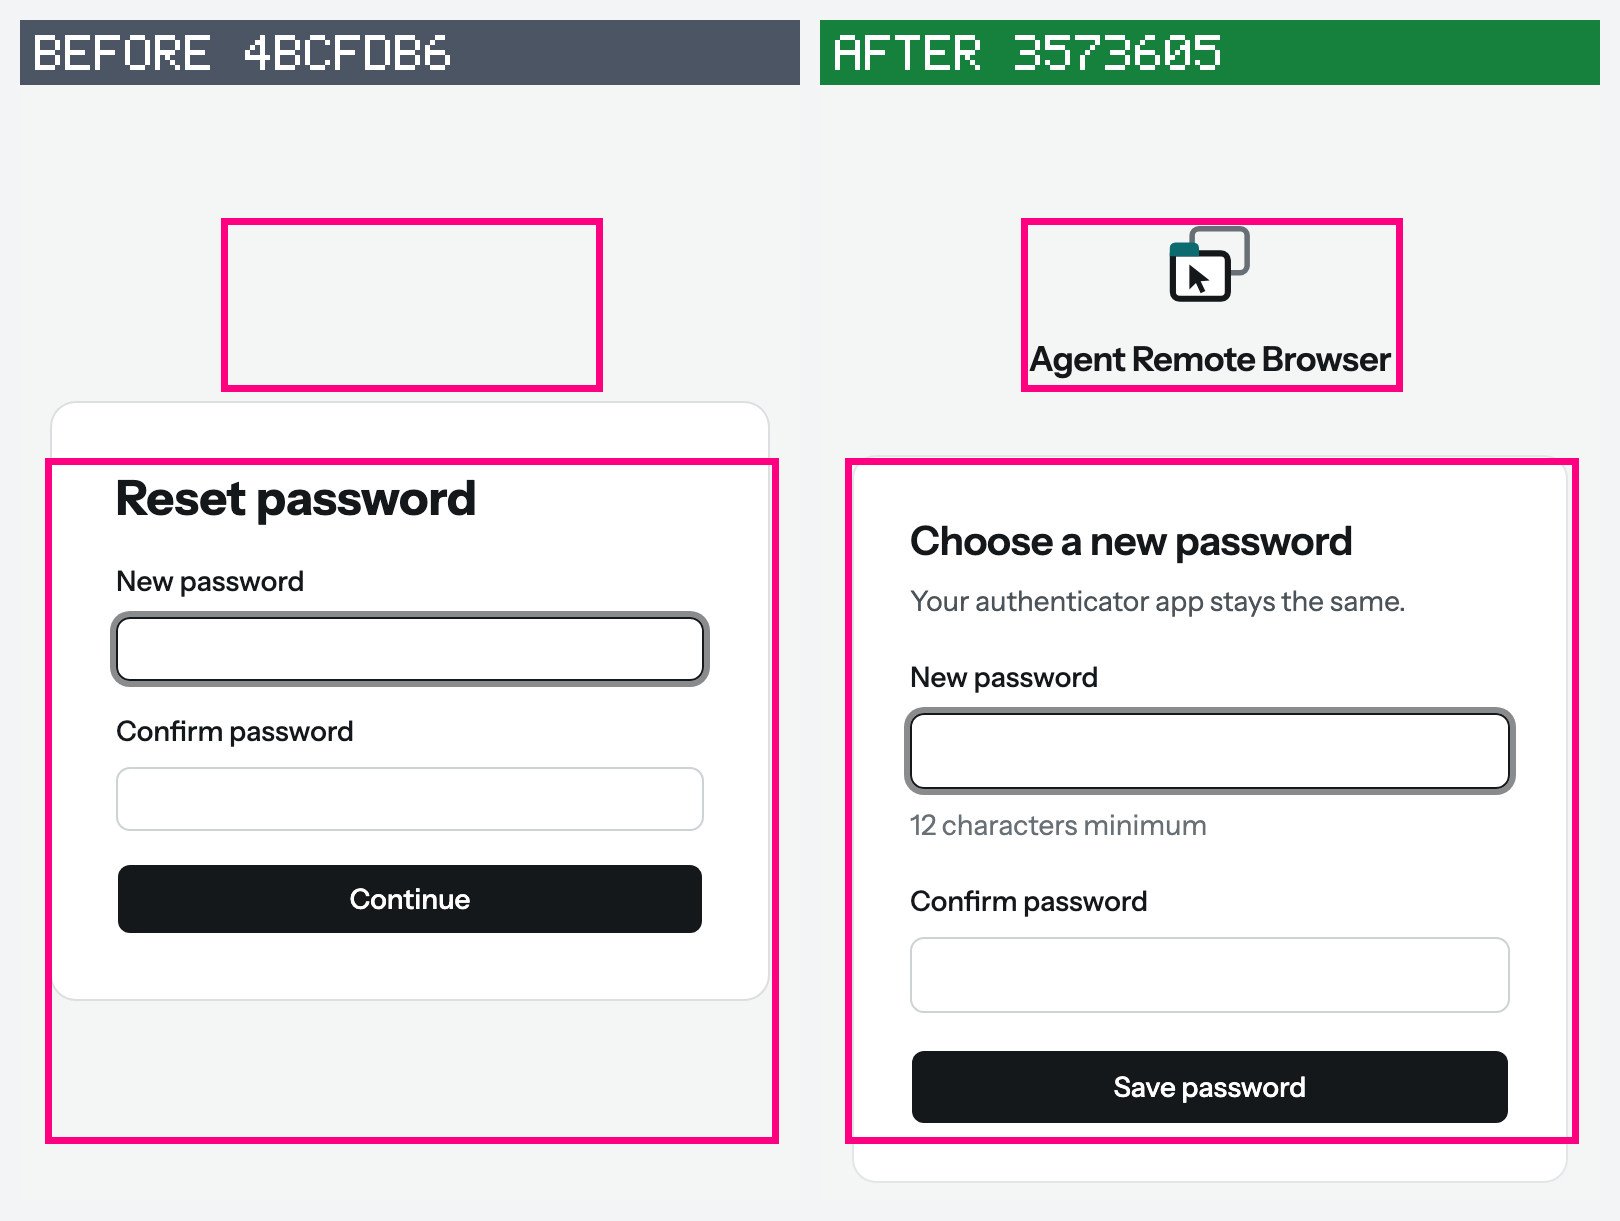 BEFORE 4BCFDB6
Reset password
New password
Confirm password
Continue
AFTER 3573605
Agent Remote Browser
Choose a new password
Your authenticator app stays the same.
New password
12 characters minimum
Confirm password
Save password